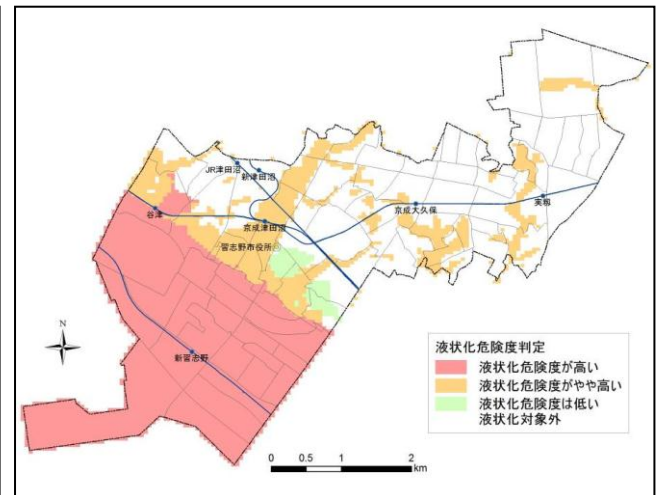 JR津田沼
新津田沼
谷津
京成津田沼
京成大久保
実籾
習志野市役所
新習志野
N
液状化危険度判定
液状化危険度が高い
液状化危険度がやや高い
液状化危険度は低い
液状化対象外
0 0.5 1 2
km